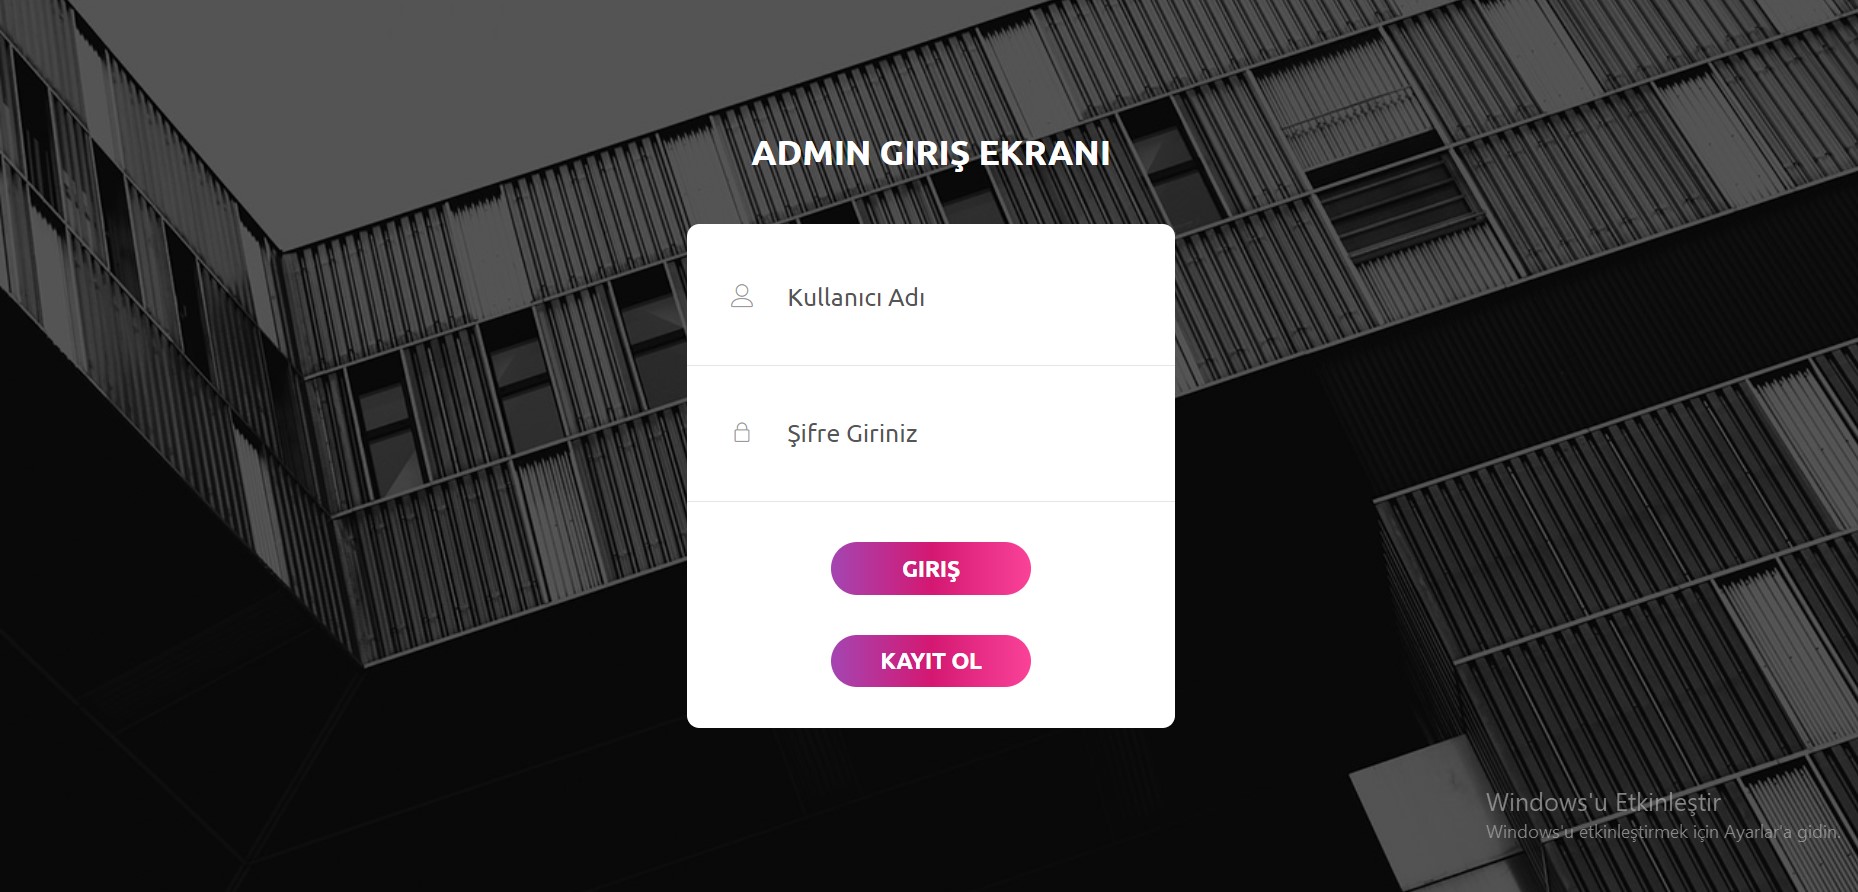 ADMIN GIRIŞ EKRANI
Kullanıcı Adı
Şifre Giriniz
GIRIŞ
KAYIT OL
Windows'u Etkinleştir
Windows'u etkinleştirmek için Ayarlar'a gidin.